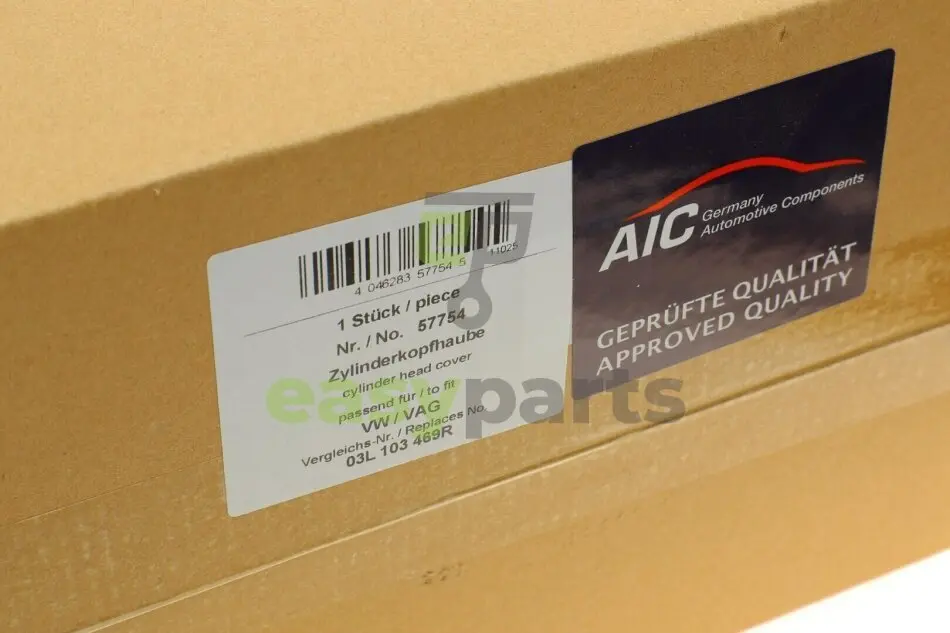 4 046283 57754 5
11025
1 Stück / piece
Nr. / No. 57754
Zylinderkopfhaube
cylinder head cover
passend für / to fit
VW / VAG
Vergleichs-Nr. / Replaces No.
03L 103 469R
AIC Germany
Automotive Components
GEPRÜFTE QUALITÄT
APPROVED QUALITY
easyparts